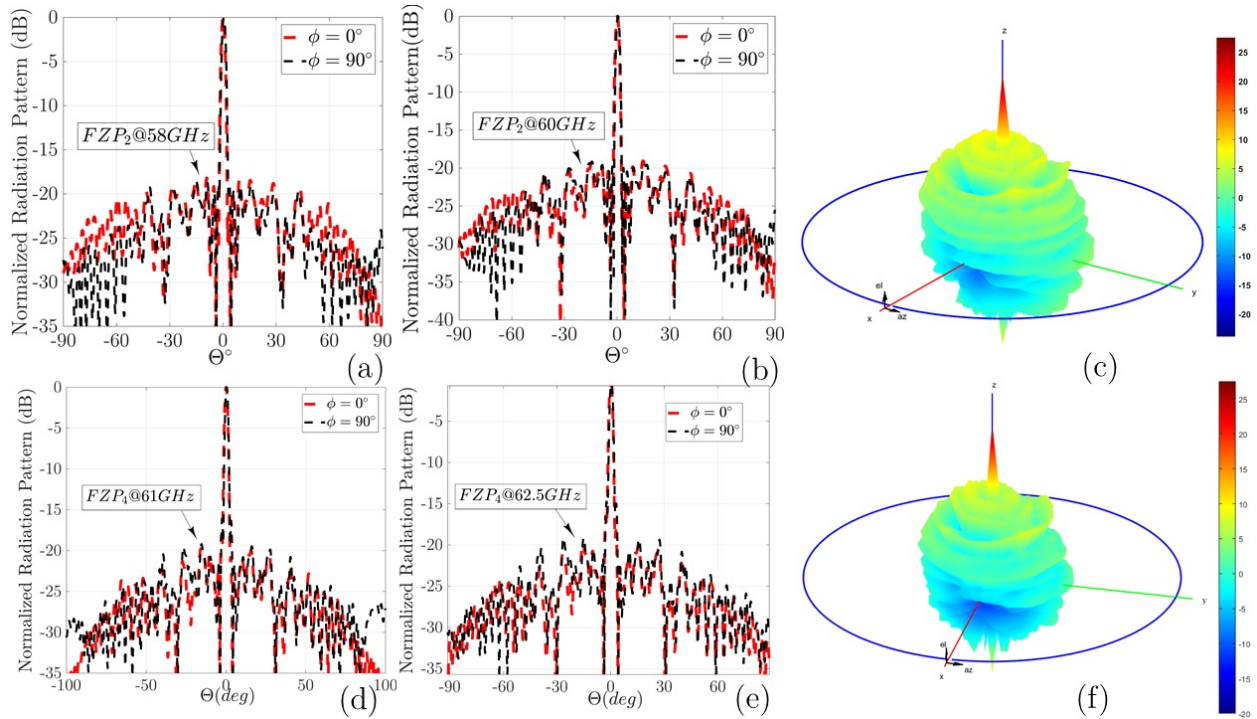 Normalized Radiation Pattern (dB)
0
-5
-10
-15
-20
-25
-30
-35
-90
-60
-30
0
30
60
90
Θ°
ϕ = 0°
ϕ = 90°
FZP₂@58GHz
(a)
Normalized Radiation Pattern(dB)
0
-5
-10
-15
-20
-25
-30
-35
-40
-90
-60
-30
0
30
60
90
Θ°
ϕ = 0°
ϕ = 90°
FZP₂@60GHz
(b)
z
y
x
az
el
25
20
15
10
5
0
-5
-10
-15
-20
(c)
Normalized Radiation Pattern (dB)
0
-5
-10
-15
-20
-25
-30
-35
-100
-50
0
50
100
Θ(deg)
ϕ = 0°
ϕ = 90°
FZP₄@61GHz
(d)
Normalized Radiation Pattern (dB)
-5
-10
-15
-20
-25
-30
-35
-90
-60
-30
0
30
60
Θ(deg)
ϕ = 0°
ϕ = 90°
FZP₄@62.5GHz
(e)
z
y
x
az
el
25
20
15
10
5
0
-5
-10
-15
-20
(f)